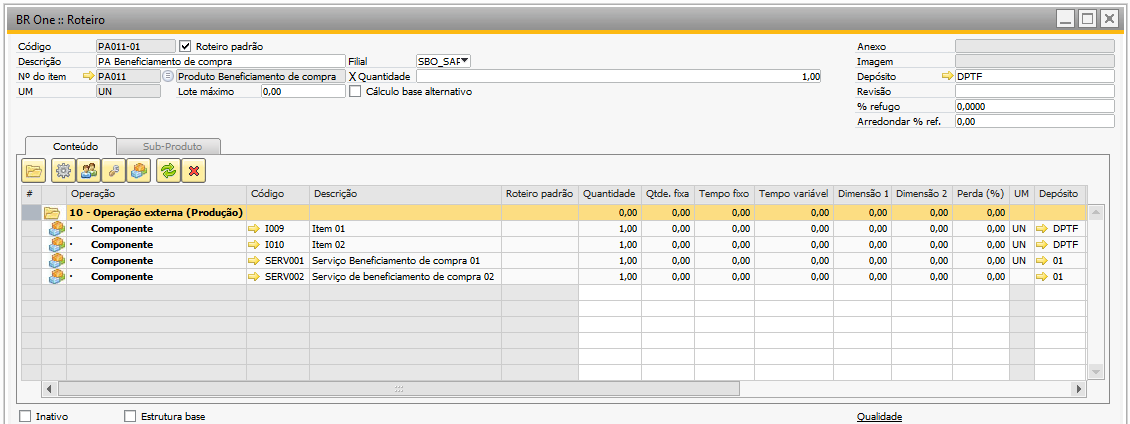 BR One :: Roteiro
Código PA011-01 Roteiro padrão Anexo
Descrição PA Beneficiamento de compra Filial SBO_SAF Imagem
Nº do item PA011 Produto Beneficiamento de compra X Quantidade 1,00 Depósito DPTF
UM UN Lote máximo 0,00 Cálculo base alternativo Revisão
% refugo 0,0000
Arredondar % ref. 0,00
Conteúdo Sub-Produto
# Operação Código Descrição Roteiro padrão Quantidade Qtde. fixa Tempo fixo Tempo variável Dimensão 1 Dimensão 2 Perda (%) UM Depósito
10 - Operação externa (Produção) 0,00 0,00 0,00 0,00 0,00 0,00 0,00
Componente I009 Item 01 1,00 0,00 0,00 0,00 0,00 0,00 0,00 UN DPTF
Componente I010 Item 02 1,00 0,00 0,00 0,00 0,00 0,00 0,00 UN DPTF
Componente SERV001 Serviço Beneficiamento de compra 01 1,00 0,00 0,00 0,00 0,00 0,00 0,00 UN 01
Componente SERV002 Serviço de beneficiamento de compra 02 1,00 0,00 0,00 0,00 0,00 0,00 0,00 01
Inativo Estrutura base Qualidade